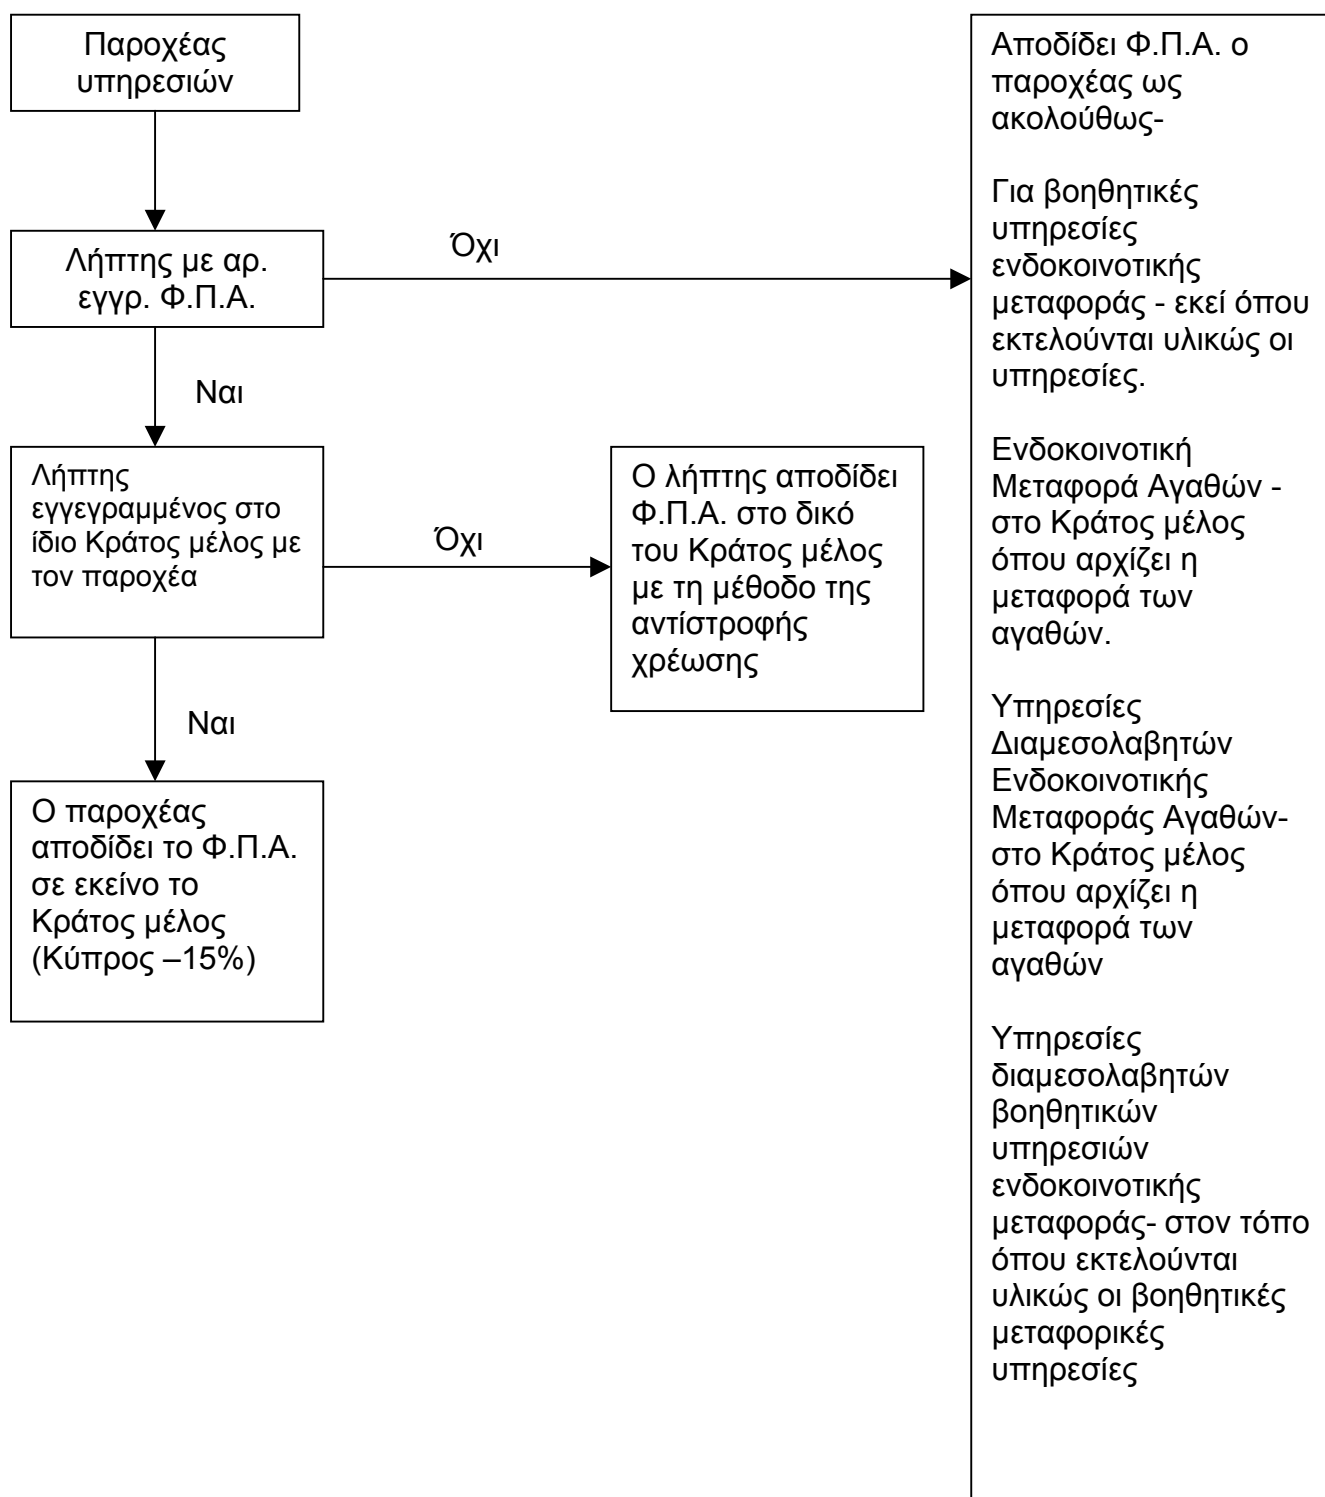 Παροχέας
υπηρεσιών
Λήπτης με αρ.
εγγρ. Φ.Π.Α.
Όχι
Ναι
Λήπτης
εγγεγραμμένος στο
ίδιο Κράτος μέλος με
τον παροχέα
Όχι
Ο λήπτης αποδίδει
Φ.Π.Α. στο δικό
του Κράτος μέλος
με τη μέθοδο της
αντίστροφής
χρέωσης
Ναι
Ο παροχέας
αποδίδει το Φ.Π.Α.
σε εκείνο το
Κράτος μέλος
(Κύπρος –15%)
Αποδίδει Φ.Π.Α. ο
παροχέας ως
ακολούθως-
Για βοηθητικές
υπηρεσίες
ενδοκοινοτικής
μεταφοράς - εκεί όπου
εκτελούνται υλικώς οι
υπηρεσίες.
Ενδοκοινοτική
Μεταφορά Αγαθών -
στο Κράτος μέλος
όπου αρχίζει η
μεταφορά των
αγαθών.
Υπηρεσίες
Διαμεσολαβητών
Ενδοκοινοτικής
Μεταφοράς Αγαθών-
στο Κράτος μέλος
όπου αρχίζει η
μεταφορά των
αγαθών
Υπηρεσίες
διαμεσολαβητών
βοηθητικών
υπηρεσιών
ενδοκοινοτικής
μεταφοράς- στον τόπο
όπου εκτελούνται
υλικώς οι βοηθητικές
μεταφορικές
υπηρεσίες